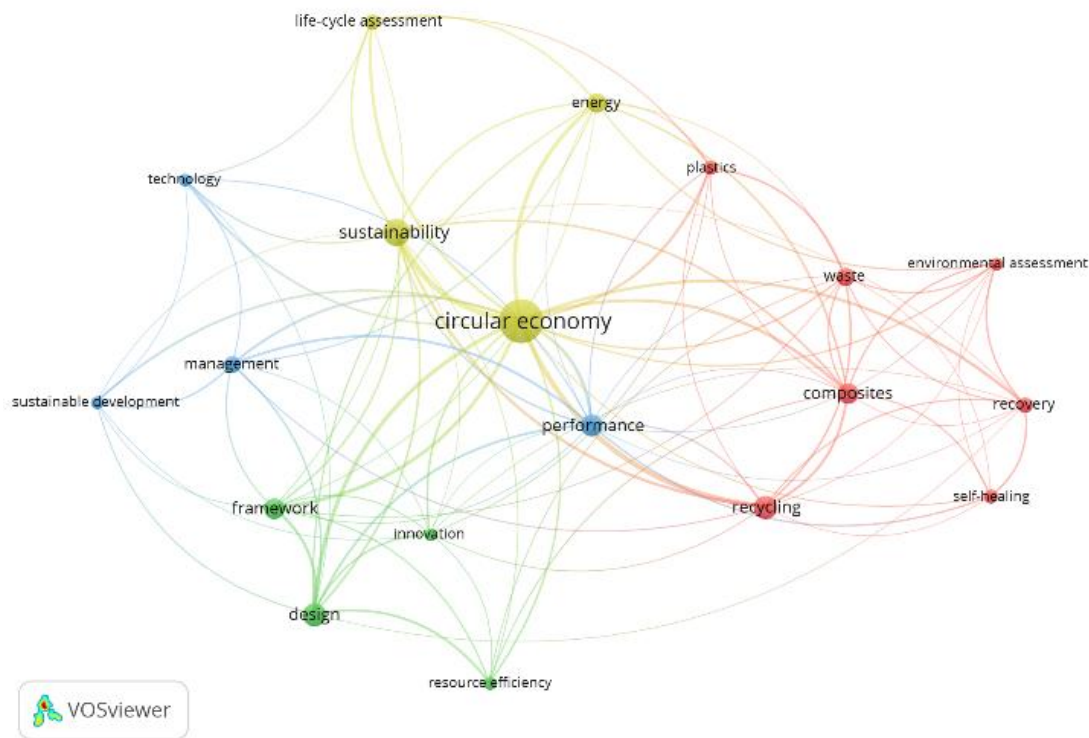 life-cycle assessment
energy
plastics
technology
sustainability
environmental assessment
waste
circular economy
management
composites
sustainable development
recovery
performance
self-healing
framework
recycling
innovation
design
resource efficiency
VOSviewer